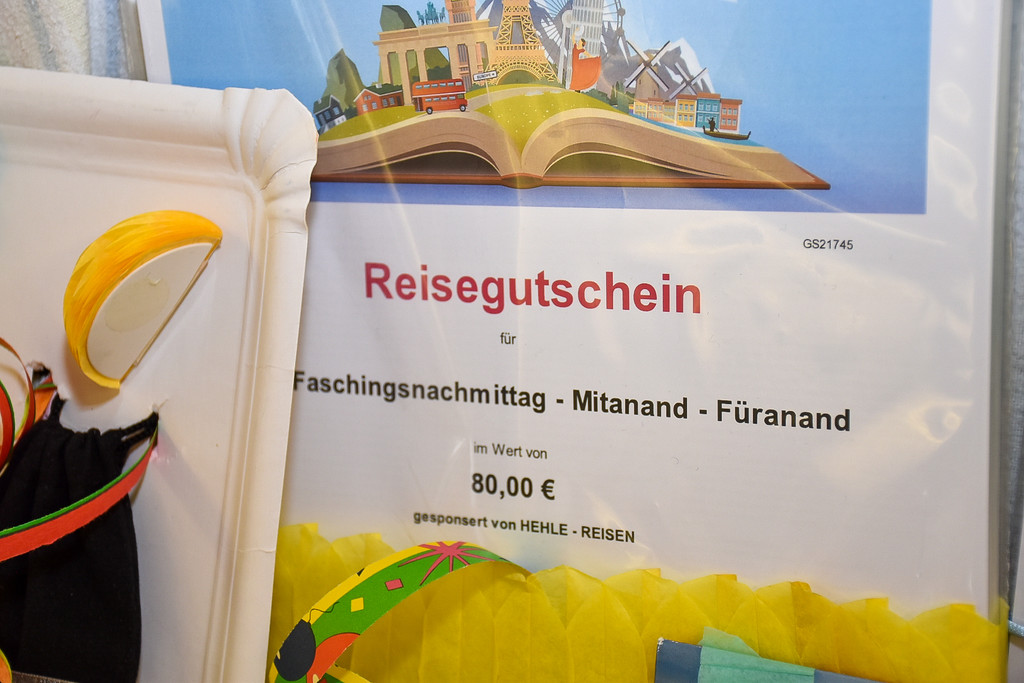 GS21745
Reisegutschein
für
Faschingsnachmittag - Mitanand - Füranand
im Wert von
80,00 €
gesponsert von HEHLE - REISEN